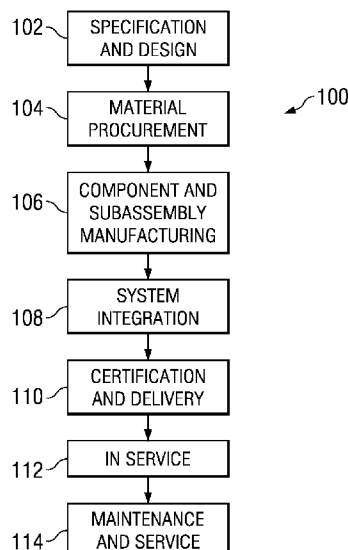 102
SPECIFICATION
AND DESIGN
104
MATERIAL
PROCUREMENT
100
106
COMPONENT AND
SUBASSEMBLY
MANUFACTURING
108
SYSTEM
INTEGRATION
110
CERTIFICATION
AND DELIVERY
112
IN SERVICE
114
MAINTENANCE
AND SERVICE